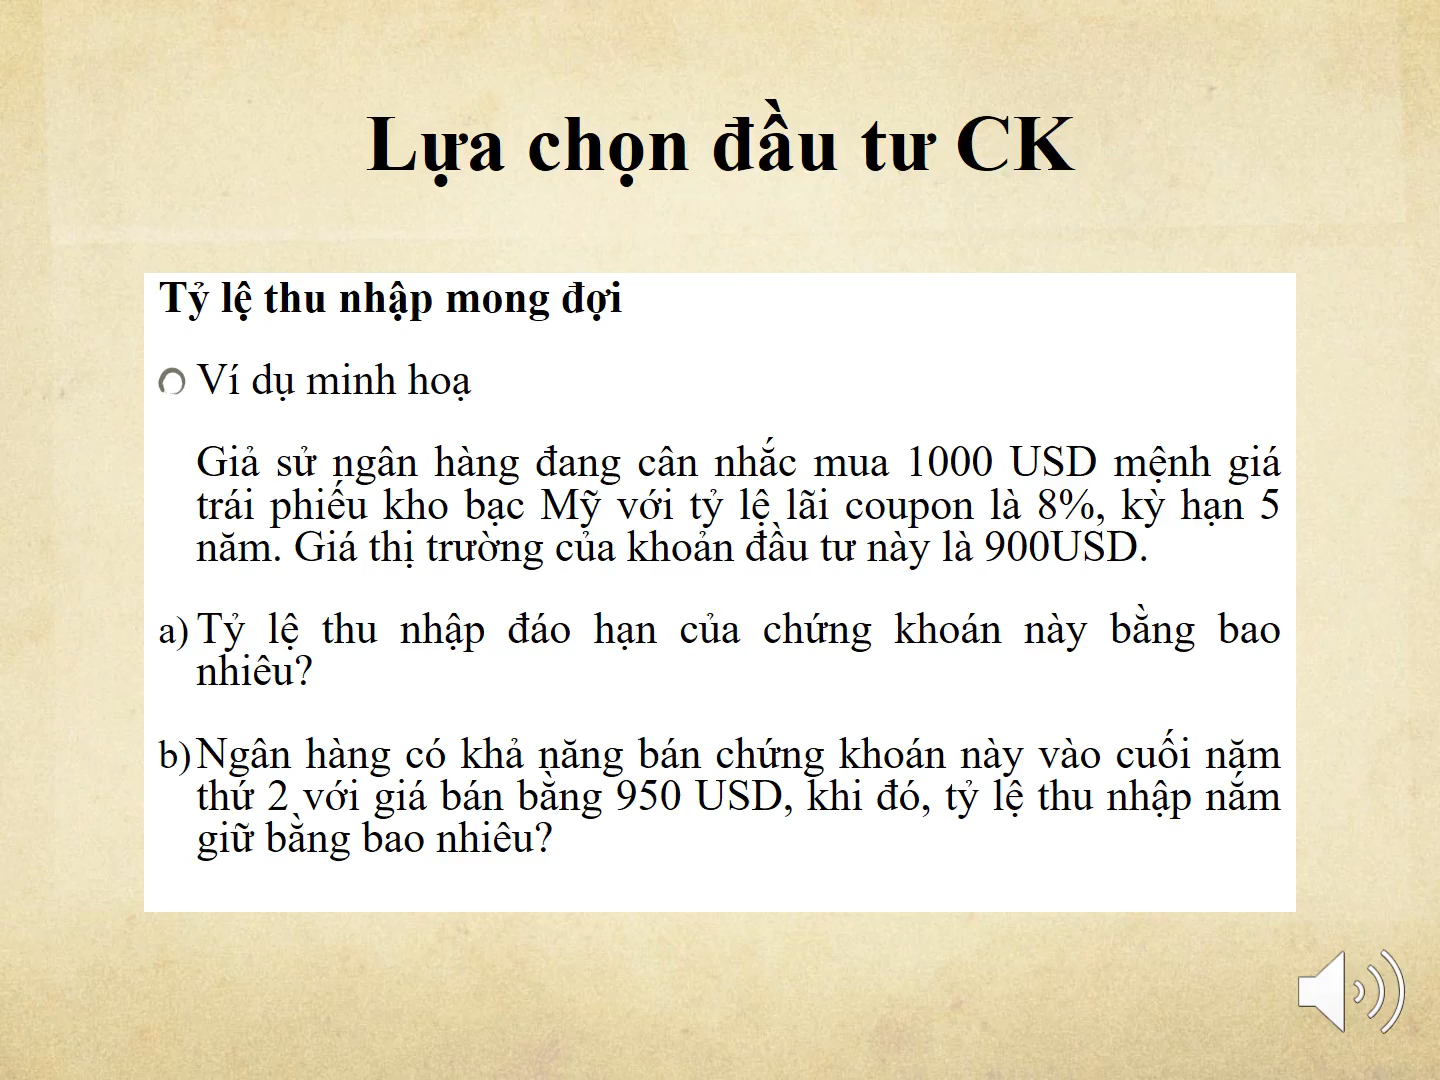 Lựa chọn đầu tư CK
Tỷ lệ thu nhập mong đợi
Ví dụ minh hoạ
Giả sử ngân hàng đang cân nhắc mua 1000 USD mệnh giá
trái phiếu kho bạc Mỹ với tỷ lệ lãi coupon là 8%, kỳ hạn 5
năm. Giá thị trường của khoản đầu tư này là 900USD.
a) Tỷ lệ thu nhập đáo hạn của chứng khoán này bằng bao
nhiêu?
b) Ngân hàng có khả năng bán chứng khoán này vào cuối năm
thứ 2 với giá bán bằng 950 USD, khi đó, tỷ lệ thu nhập nắm
giữ bằng bao nhiêu?